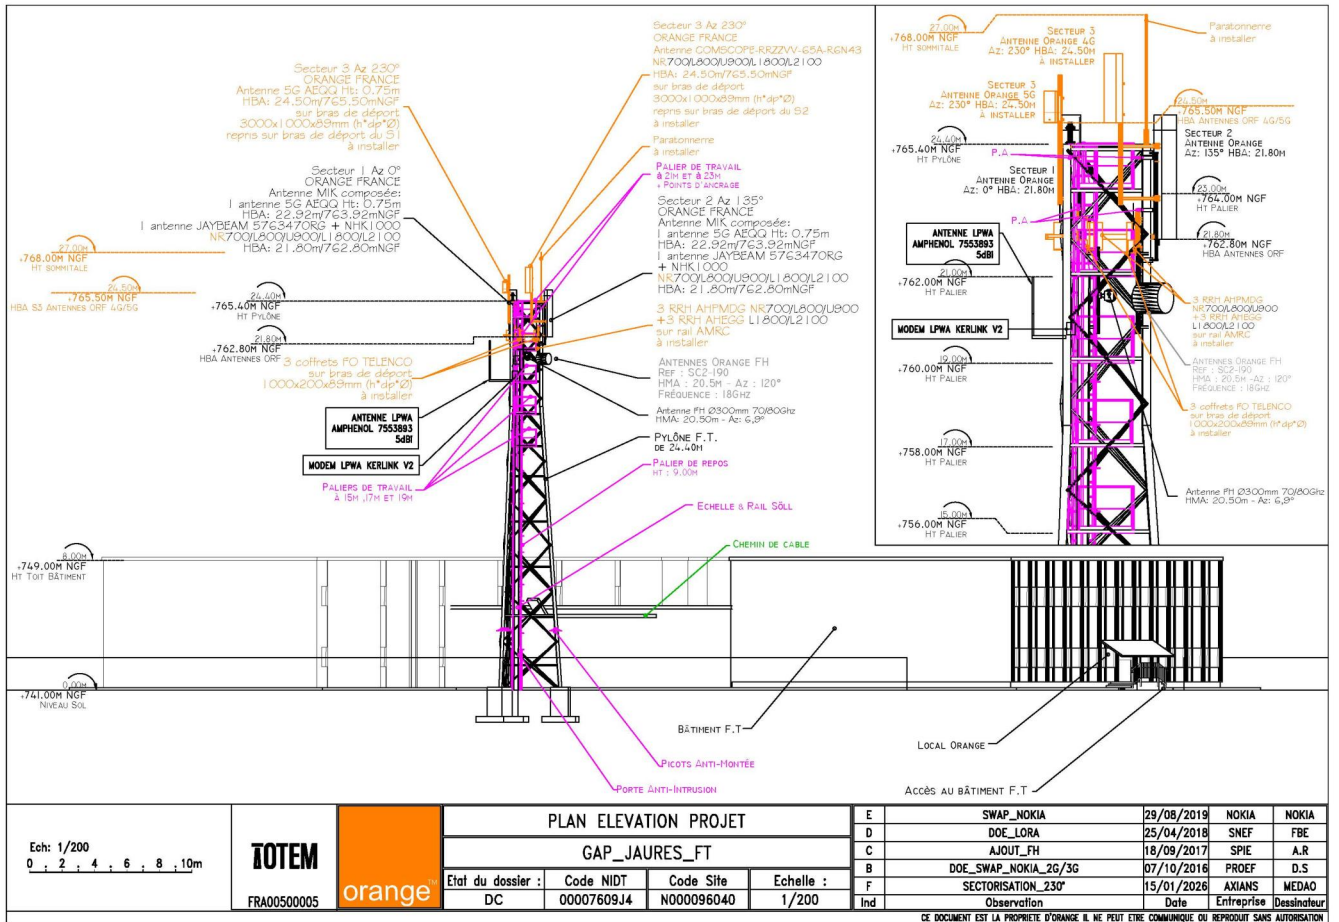 Secteur 3 Az 230°
ORANGE FRANCE
Antenne 5G AEQQ Ht: 0.75m
HBA: 24.50m/765.50mNGF
sur bras de déport
3000x1000x89mm (h*dp*Ø)
repris sur bras de déport du S1
à installer
Secteur 3 Az 230°
ORANGE FRANCE
Antenne COMSCOPE-RRZZVV-65A-R6N43
NR700/L800/U900/L1800/L2100
HBA: 24.50m/765.50mNGF
sur bras de déport
3000x1000x89mm (h*dp*Ø)
repris sur bras de déport du S2
à installer
Paratonnerre
à installer
PALIER DE TRAVAIL
à 21M ET à 23M
+ POINTS D'ANCRAGE
Secteur 1 Az 0°
ORANGE FRANCE
Antenne MIK composée:
1 antenne 5G AEQQ Ht: 0.75m
HBA: 22.92m/763.92mNGF
1 antenne JAYBEAM 5763470RG + NHK1000
NR700/L800/U900/L1800/L2100
HBA: 21.80m/762.80mNGF
Secteur 2 Az 135°
ORANGE FRANCE
Antenne MIK composée:
1 antenne 5G AEQQ Ht: 0.75m
HBA: 22.92m/763.92mNGF
1 antenne JAYBEAM 5763470RG
+ NHK1000
NR700/L800/U900/L1800/L2100
HBA: 21.80m/762.80mNGF
27.00M
+768.00M NGF
HT SOMMITALE
24.50M
+765.50M NGF
HBA S3 ANTENNES ORF 4G/5G
24.40M
+765.40M NGF
HT PYLÔNE
21.80M
+762.80M NGF
HBA ANTENNES ORF
3 RRH AHPMDG NR700/L800/U900
+3 RRH AHEGG L1800/L2100
sur rail AMRC
à installer
3 coffrets FO TELENCO
sur bras de déport
1000x200x89mm (h*dp*Ø)
à installer
ANTENNES ORANGE FH
REF : SC2-190
HMA : 20.5M - AZ : 120°
FRÉQUENCE : 18GHZ
ANTENNE LPWA
AMPHENOL 7553893
5dBI
Antenne FH Ø300mm 70/80Ghz
HMA: 20.50m - Az: 6,9°
MODEM LPWA KERLINK V2
PYLÔNE F.T.
DE 24.40M
PALIERS DE TRAVAIL
À 15M ,17M ET 19M
PALIER DE REPOS
HT : 9.00M
ECHELLE & RAIL SÖLL
CHEMIN DE CABLE
8.00M
+749.00M NGF
HT TOIT BÂTIMENT
0.00M
+741.00M NGF
NIVEAU SOL
BÂTIMENT F.T
LOCAL ORANGE
PICOTS ANTI-MONTÉE
PORTE ANTI-INTRUSION
ACCÈS AU BÂTIMENT F.T
27.00M
+768.00M NGF
HT SOMMITALE
SECTEUR 3
ANTENNE ORANGE 4G
AZ: 230° HBA: 24.50M
À INSTALLER
Paratonnerre
à installer
SECTEUR 3
ANTENNE ORANGE 5G
AZ: 230° HBA: 24.50M
À INSTALLER
24.50M
+765.50M NGF
HBA ANTENNES ORF 4G/5G
24.40M
+765.40M NGF
HT PYLÔNE
P.A
SECTEUR 2
ANTENNE ORANGE
AZ: 135° HBA: 21.80M
SECTEUR 1
ANTENNE ORANGE
AZ: 0° HBA: 21.80M
23.00M
+764.00M NGF
HT PALIER
P.A
ANTENNE LPWA
AMPHENOL 7553893
5dBI
21.80M
+762.80M NGF
HBA ANTENNES ORF
21.00M
+762.00M NGF
HT PALIER
3 RRH AHPMDG
NR700/L800/U900
+3 RRH AHEGG
L1800/L2100
sur rail AMRC
à installer
MODEM LPWA KERLINK V2
ANTENNES ORANGE FH
REF : SC2-190
HMA : 20.5M - AZ : 120°
FRÉQUENCE : 18GHZ
19.00M
+760.00M NGF
HT PALIER
3 coffrets FO TELENCO
sur bras de déport
1000x200x89mm (h*dp*Ø)
à installer
17.00M
+758.00M NGF
HT PALIER
Antenne FH Ø300mm 70/80Ghz
HMA: 20.50m - Az: 6,9°
15.00M
+756.00M NGF
HT PALIER
Ech: 1/200
0 . 2 . 4 . 6 . 8 . 10m
TOTEM
FRA00500005
orange™
PLAN ELEVATION PROJET
GAP_JAURES_FT
Etat du dossier : Code NIDT Code Site Echelle :
DC 00007609J4 N000096040 1/200
E SWAP_NOKIA 29/08/2019 NOKIA NOKIA
D DOE_LORA 25/04/2018 SNEF FBE
C AJOUT_FH 18/09/2017 SPIE A.R
B DOE_SWAP_NOKIA_2G/3G 07/10/2016 PROEF D.S
F SECTORISATION_230° 15/01/2026 AXIANS MEDAO
Ind Observation Date Entreprise Dessinateur
CE DOCUMENT EST LA PROPRIETE D'ORANGE IL NE PEUT ETRE COMMUNIQUE OU REPRODUIT SANS AUTORISATION